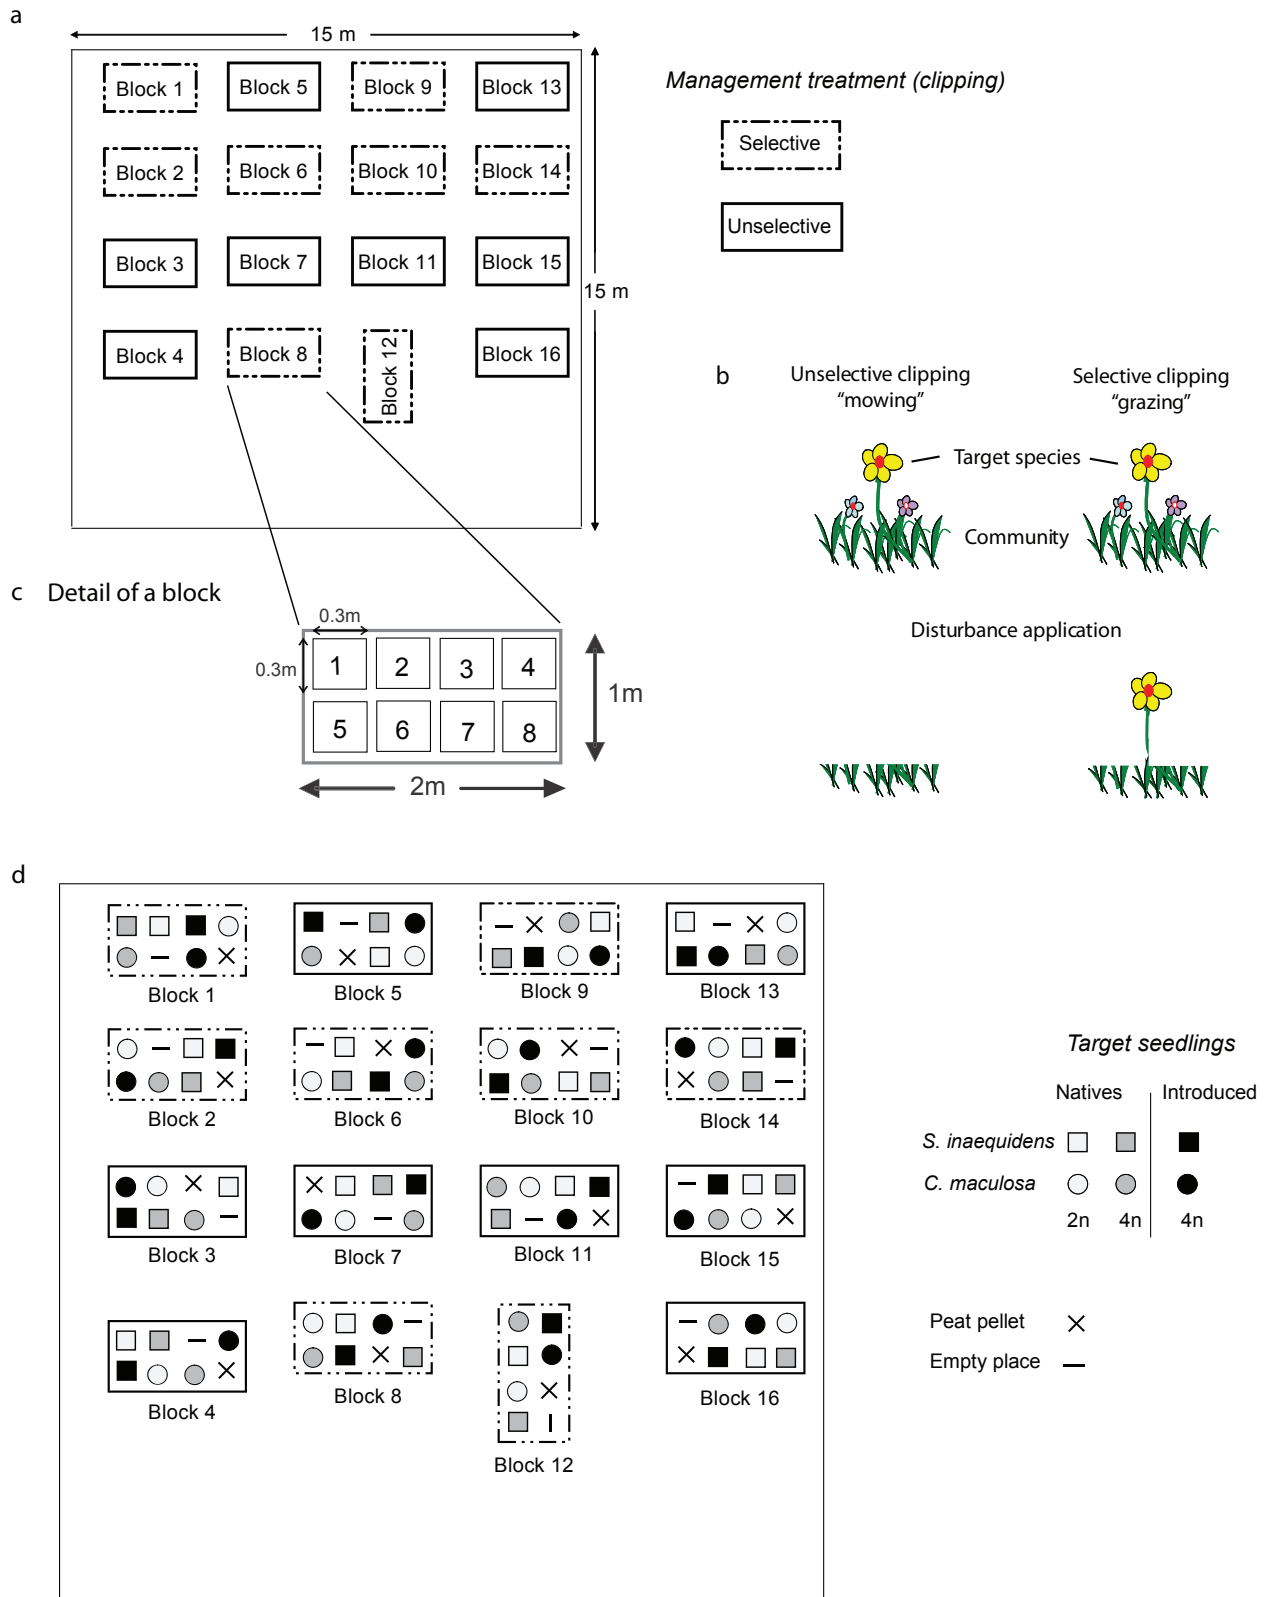 a
15 m
Block 1
Block 5
Block 9
Block 13
Block 2
Block 6
Block 10
Block 14
Block 3
Block 7
Block 11
Block 15
Block 4
Block 8
Block 12
Block 16
15 m
Management treatment (clipping)
Selective
Unselective
b
Unselective clipping
“mowing”
Selective clipping
“grazing”
Target species
Community
Disturbance application
c Detail of a block
0.3m
0.3m
1 2 3 4
5 6 7 8
1m
2m
d
Block 1
Block 5
Block 9
Block 13
Block 2
Block 6
Block 10
Block 14
Block 3
Block 7
Block 11
Block 15
Block 4
Block 8
Block 12
Block 16
Target seedlings
Natives Introduced
S. inaequidens
C. maculosa
2n 4n 4n
Peat pellet
Empty place